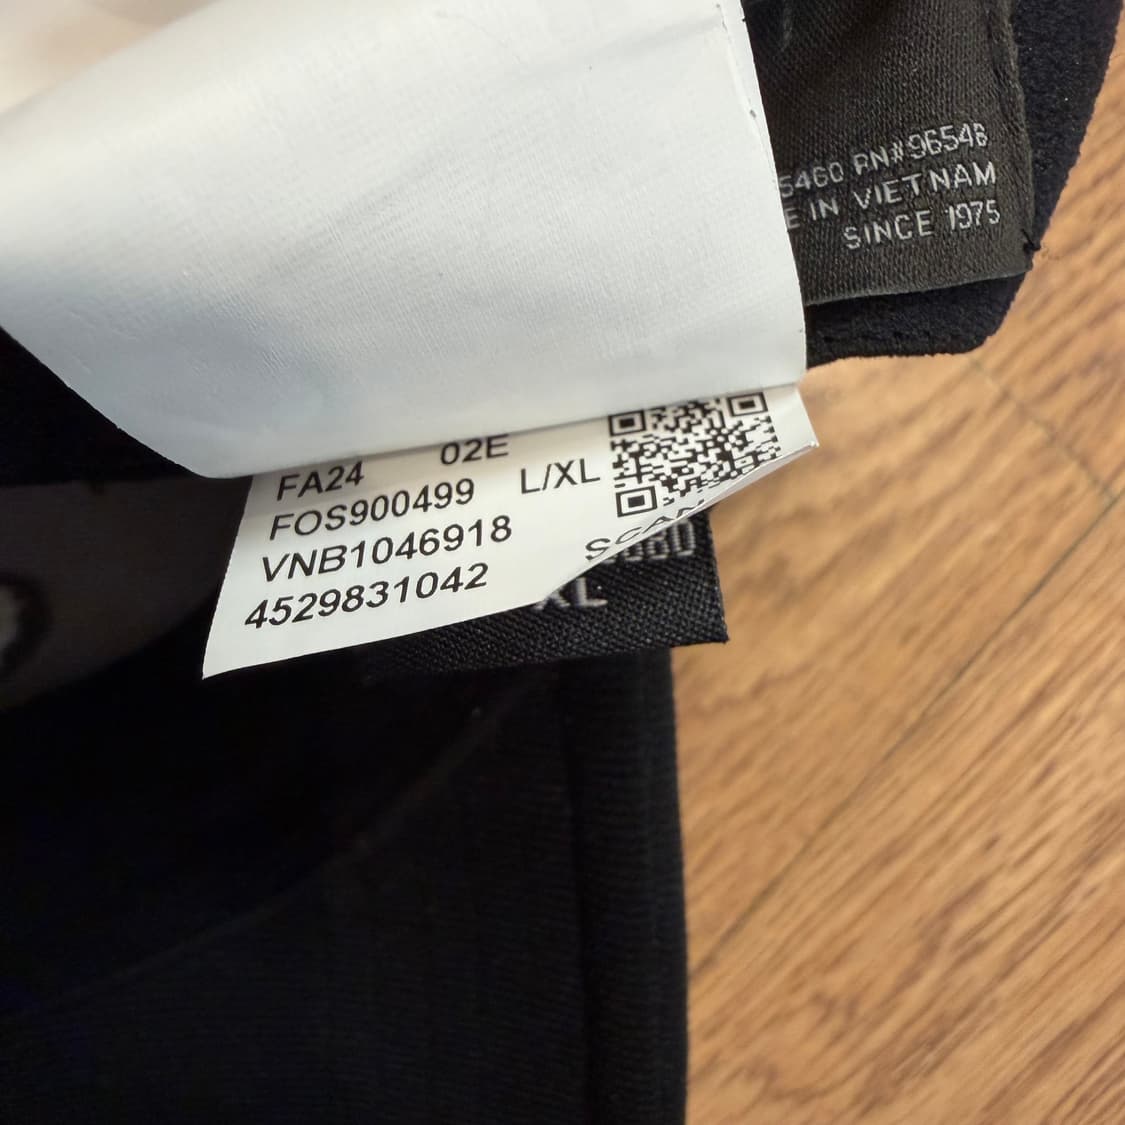 5460 RN#96546
E IN VIETNAM
SINCE 1975
FA24 02E
FOS900499 L/XL
VNB1046918
4529831042
SCAN
XL